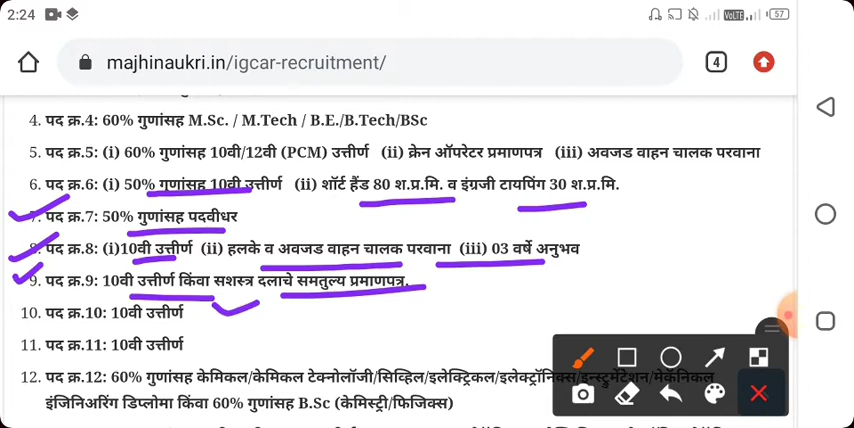 2:24
VoLTE
57
majhinaukri.in/igcar-recruitment/
4
4. पद क्र.4: 60% गुणांसह M.Sc. / M.Tech / B.E./B.Tech/BSc
5. पद क्र.5: (i) 60% गुणांसह 10वी/12वी (PCM) उत्तीर्ण (ii) क्रेन ऑपरेटर प्रमाणपत्र (iii) अवजड वाहन चालक परवाना
6. पद क्र.6: (i) 50% गुणांसह 10वी उत्तीर्ण (ii) शॉर्ट हैंड 80 श.प्र.मि. व इंग्रजी टायपिंग 30 श.प्र.मि.
7. पद क्र.7: 50% गुणांसह पदवीधर
8. पद क्र.8: (i)10वी उत्तीर्ण (ii) हलके व अवजड वाहन चालक परवाना (iii) 03 वर्षे अनुभव
9. पद क्र.9: 10वी उत्तीर्ण किंवा सशस्त्र दलाचे समतुल्य प्रमाणपत्र.
10. पद क्र.10: 10वी उत्तीर्ण
11. पद क्र.11: 10वी उत्तीर्ण
12. पद क्र.12: 60% गुणांसह केमिकल/केमिकल टेक्नोलॉजी/सिव्हिल/इलेक्ट्रिकल/इलेक्ट्रॉनिक्स/इन्स्ट्रुमेंटेशन/मेकॅनिकल
इंजिनिअरिंग डिप्लोमा किंवा 60% गुणांसह B.Sc (केमिस्ट्री/फिजिक्स)